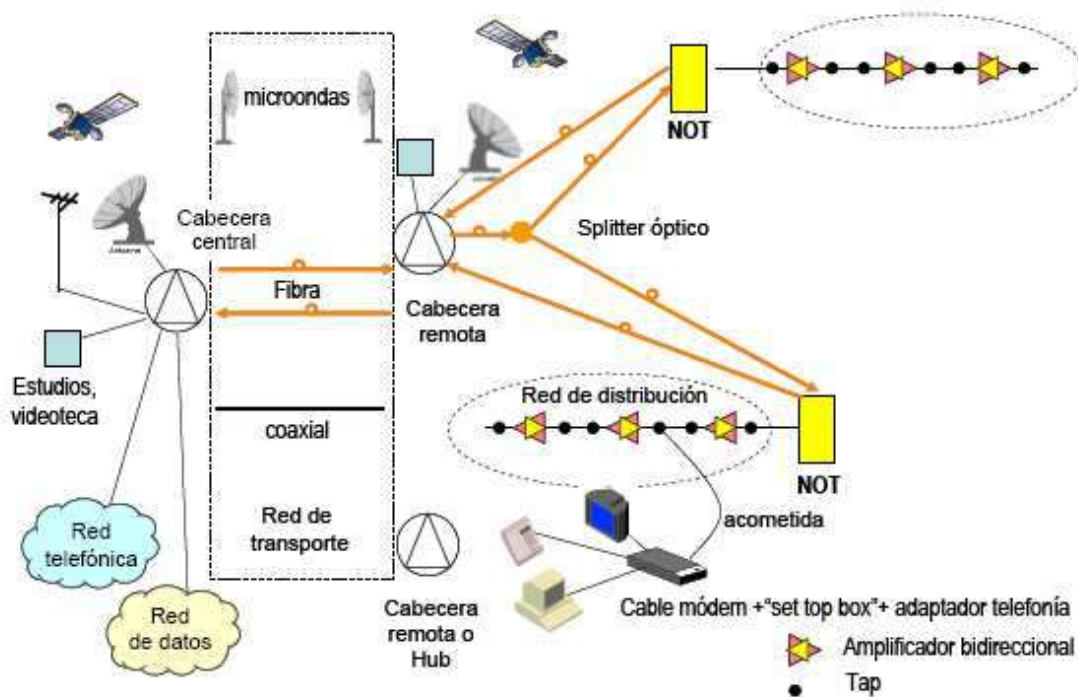 microondas
NOT
Cabecera
central
Splitter óptico
Fibra
Cabecera
remota
Estudios,
videoteca
Red de distribución
coaxial
NOT
Red
telefónica
Red de
transporte
acometida
Red
de datos
Cabecera
remota o
Hub
Cable módem +“set top box”+ adaptador telefonía
Amplificador bidireccional
Tap